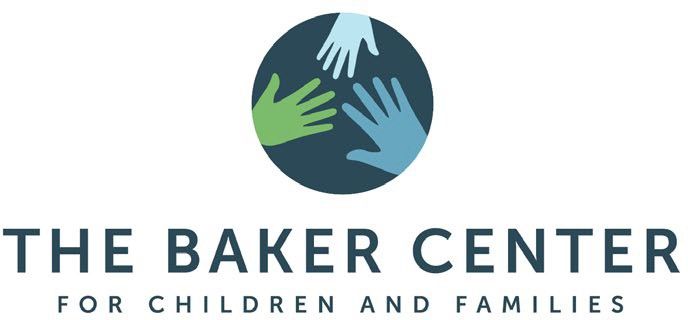 THE BAKER CENTER
FOR CHILDREN AND FAMILIES